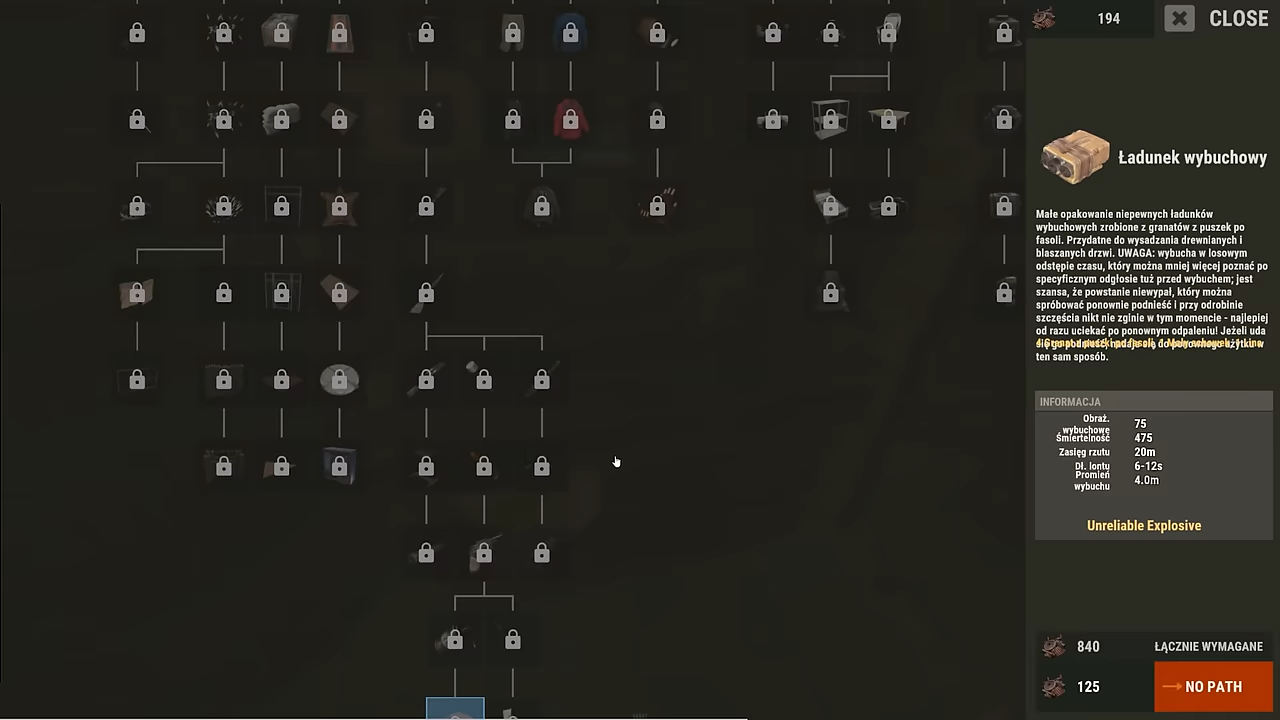 194
CLOSE
Ładunek wybuchowy
Małe opakowanie niepewnych ładunków
wybuchowych zrobione z granatów z puszek po
fasoli. Przydatne do wysadzania drewnianych i
blaszanych drzwi. UWAGA: wybucha w losowym
odstępie czasu, który można mniej więcej poznać po
specyficznym odgłosie tuż przed wybuchem; jest
szansa, że powstanie niewypał, który można
spróbować ponownie podnieść i przy odrobinie
szczęścia nikt nie zginie w tym momencie - najlepiej
od razu uciekać po ponownym odpaleniu! Jeżeli uda
ten sam sposób.
INFORMACJA
Obraż.
wybuchowe 75
Śmiertelność 475
Zasięg rzutu 20m
Dł. lontu 6-12s
Promień
wybuchu 4.0m
Unreliable Explosive
840 ŁĄCZNIE WYMAGANE
125 NO PATH